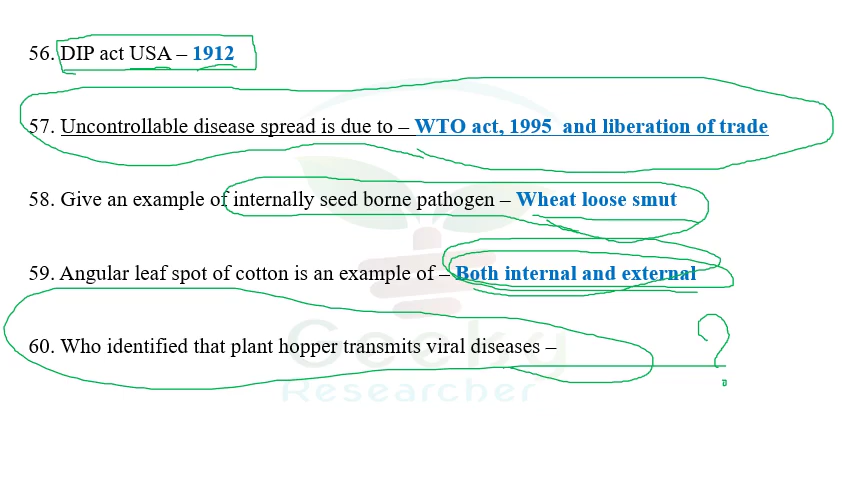 56. DIP act USA – 1912
57. Uncontrollable disease spread is due to – WTO act, 1995 and liberation of trade
58. Give an example of internally seed borne pathogen – Wheat loose smut
59. Angular leaf spot of cotton is an example of – Both internal and external
60. Who identified that plant hopper transmits viral diseases –
?
Geeky
Researcher